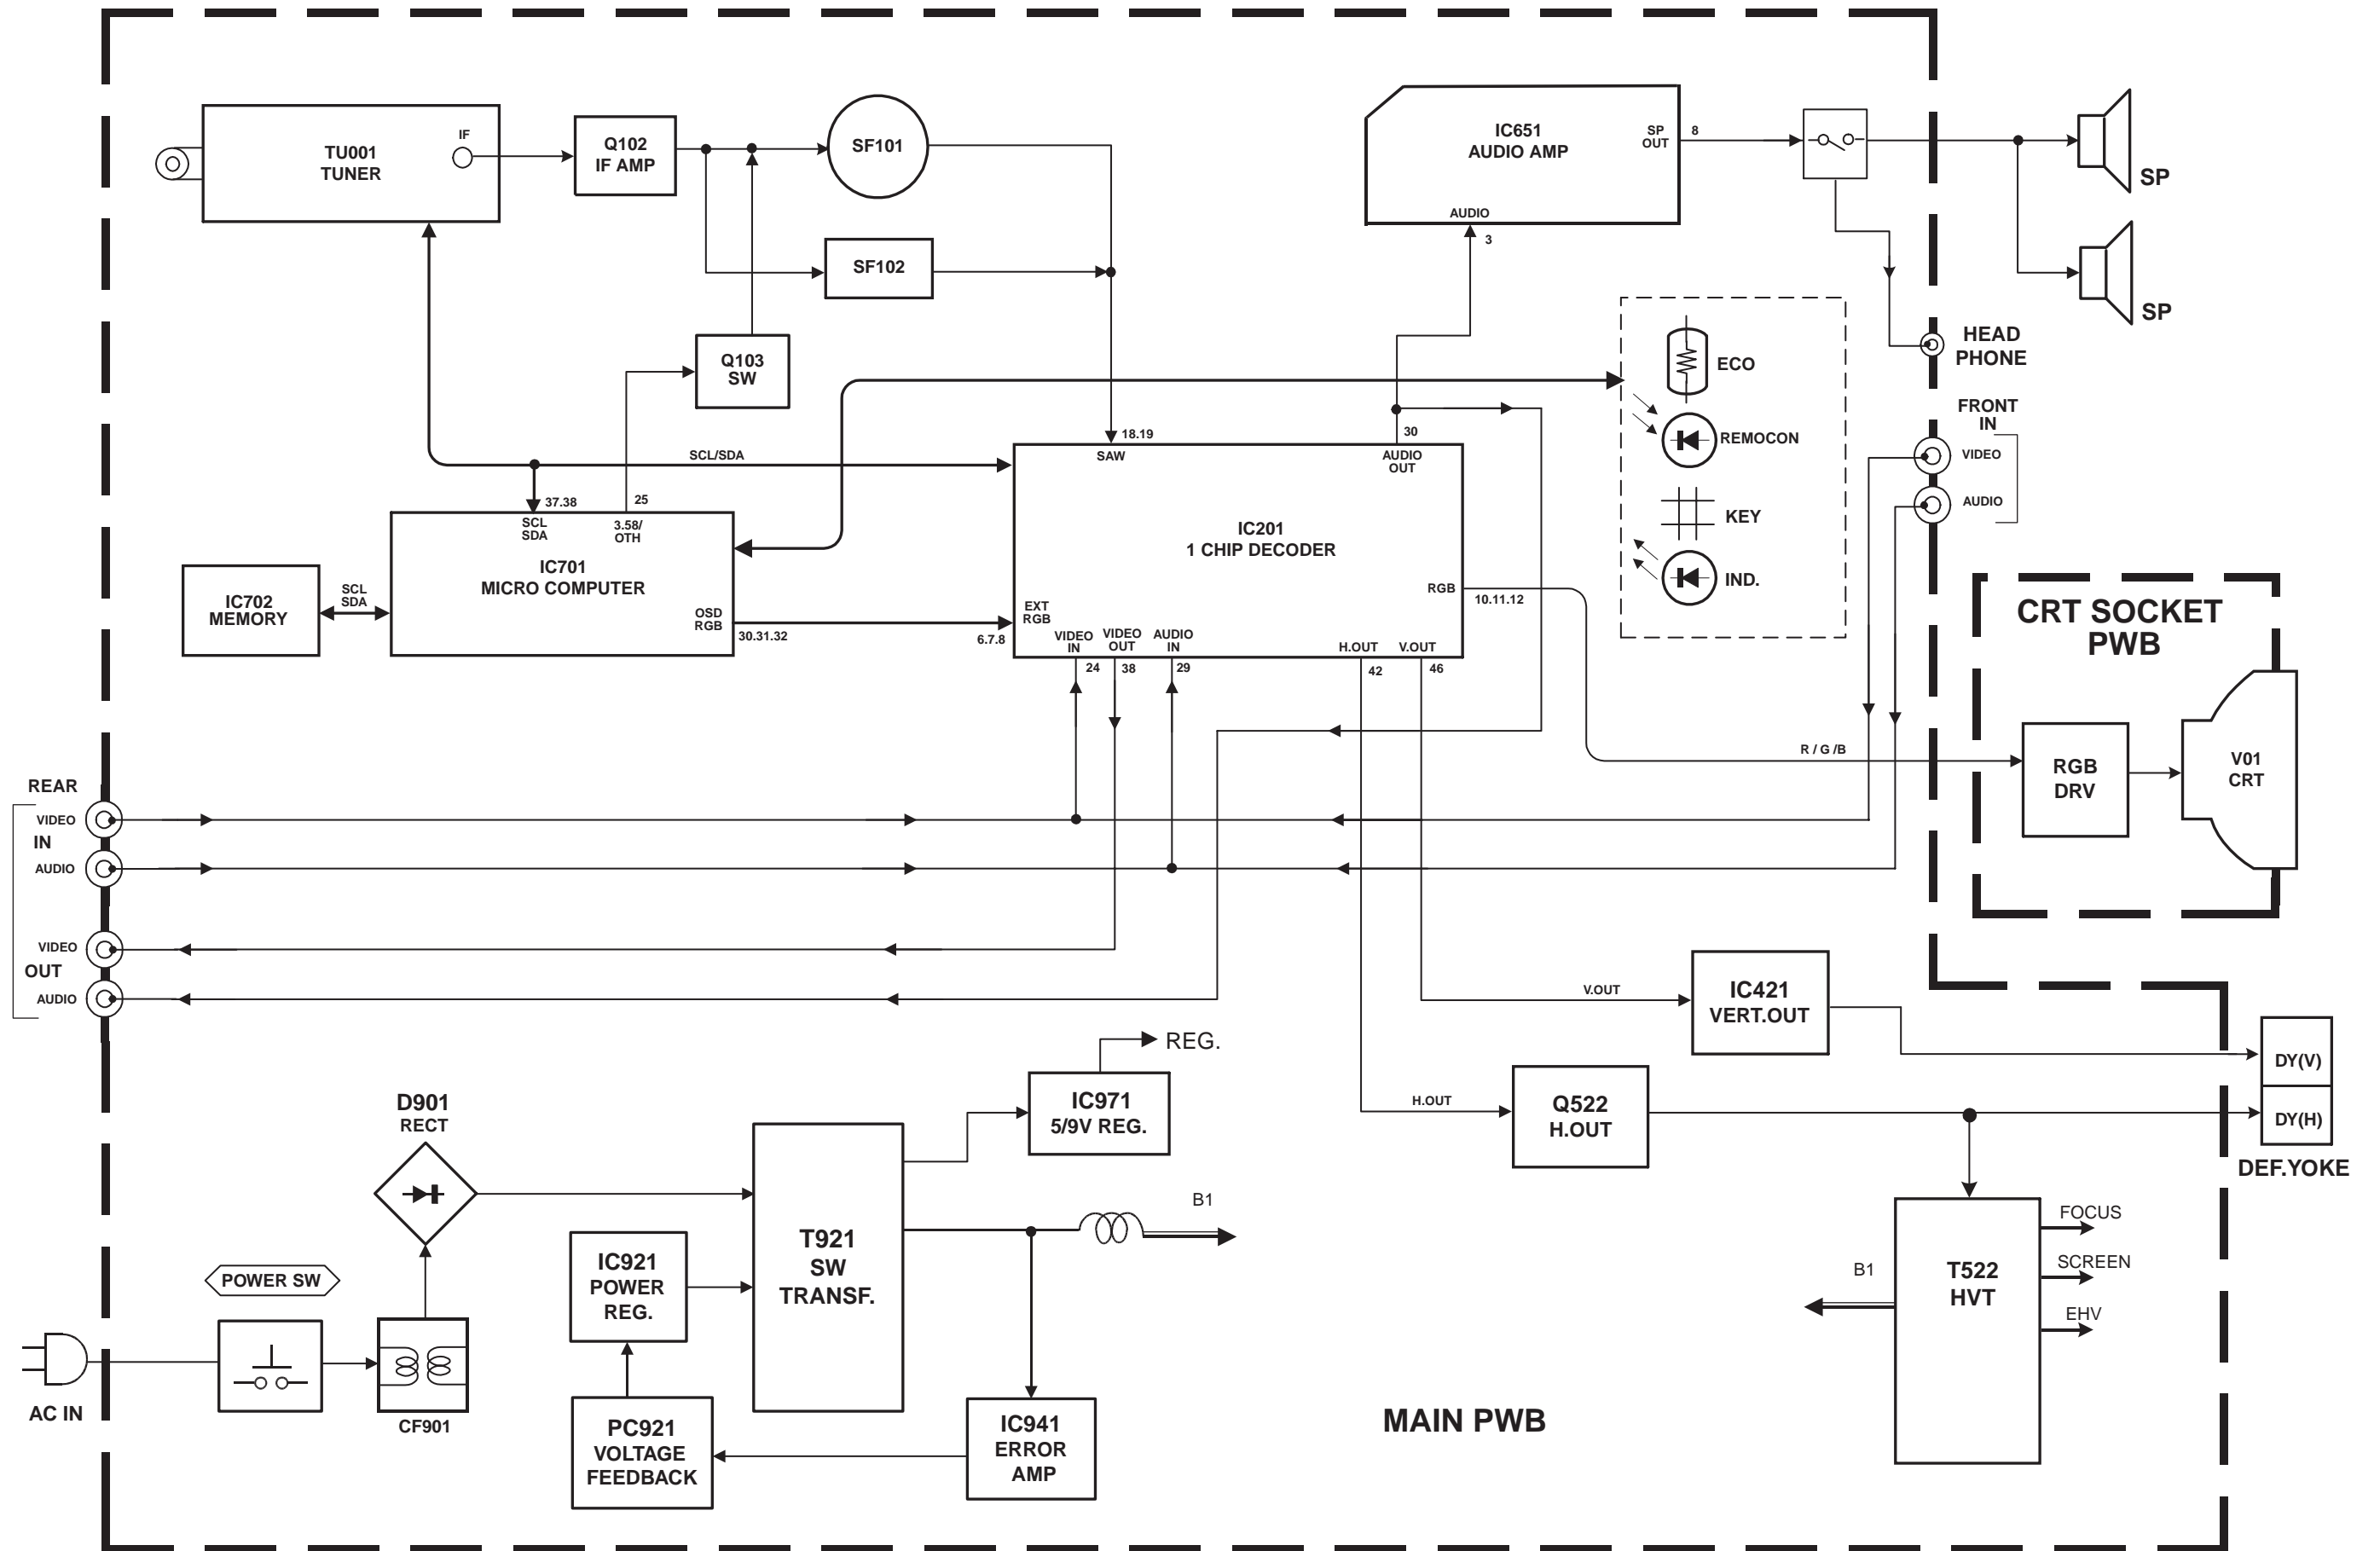 TU001
TUNER
IF
Q102
IF AMP
SF101
SF102
Q103
SW
IC651
AUDIO AMP
SP
OUT
8
AUDIO
3
SP
SP
HEAD
PHONE
FRONT
IN
VIDEO
AUDIO
ECO
REMOCON
KEY
IND.
SCL/SDA
37.38
25
SCL
SDA
3.58/
OTH
IC701
MICRO COMPUTER
OSD
RGB
30.31.32
IC702
MEMORY
SCL
SDA
18.19
SAW
30
AUDIO
OUT
IC201
1 CHIP DECODER
RGB
10.11.12
EXT
RGB
6.7.8
VIDEO
IN
VIDEO
OUT
AUDIO
IN
H.OUT
V.OUT
24
38
29
42
46
CRT SOCKET
PWB
R / G /B
RGB
DRV
V01
CRT
REAR
VIDEO
IN
AUDIO
VIDEO
OUT
AUDIO
V.OUT
IC421
VERT.OUT
H.OUT
Q522
H.OUT
DY(V)
DY(H)
DEF.YOKE
REG.
IC971
5/9V REG.
D901
RECT
T921
SW
TRANSF.
B1
IC921
POWER
REG.
POWER SW
AC IN
CF901
PC921
VOLTAGE
FEEDBACK
IC941
ERROR
AMP
MAIN PWB
B1
T522
HVT
FOCUS
SCREEN
EHV